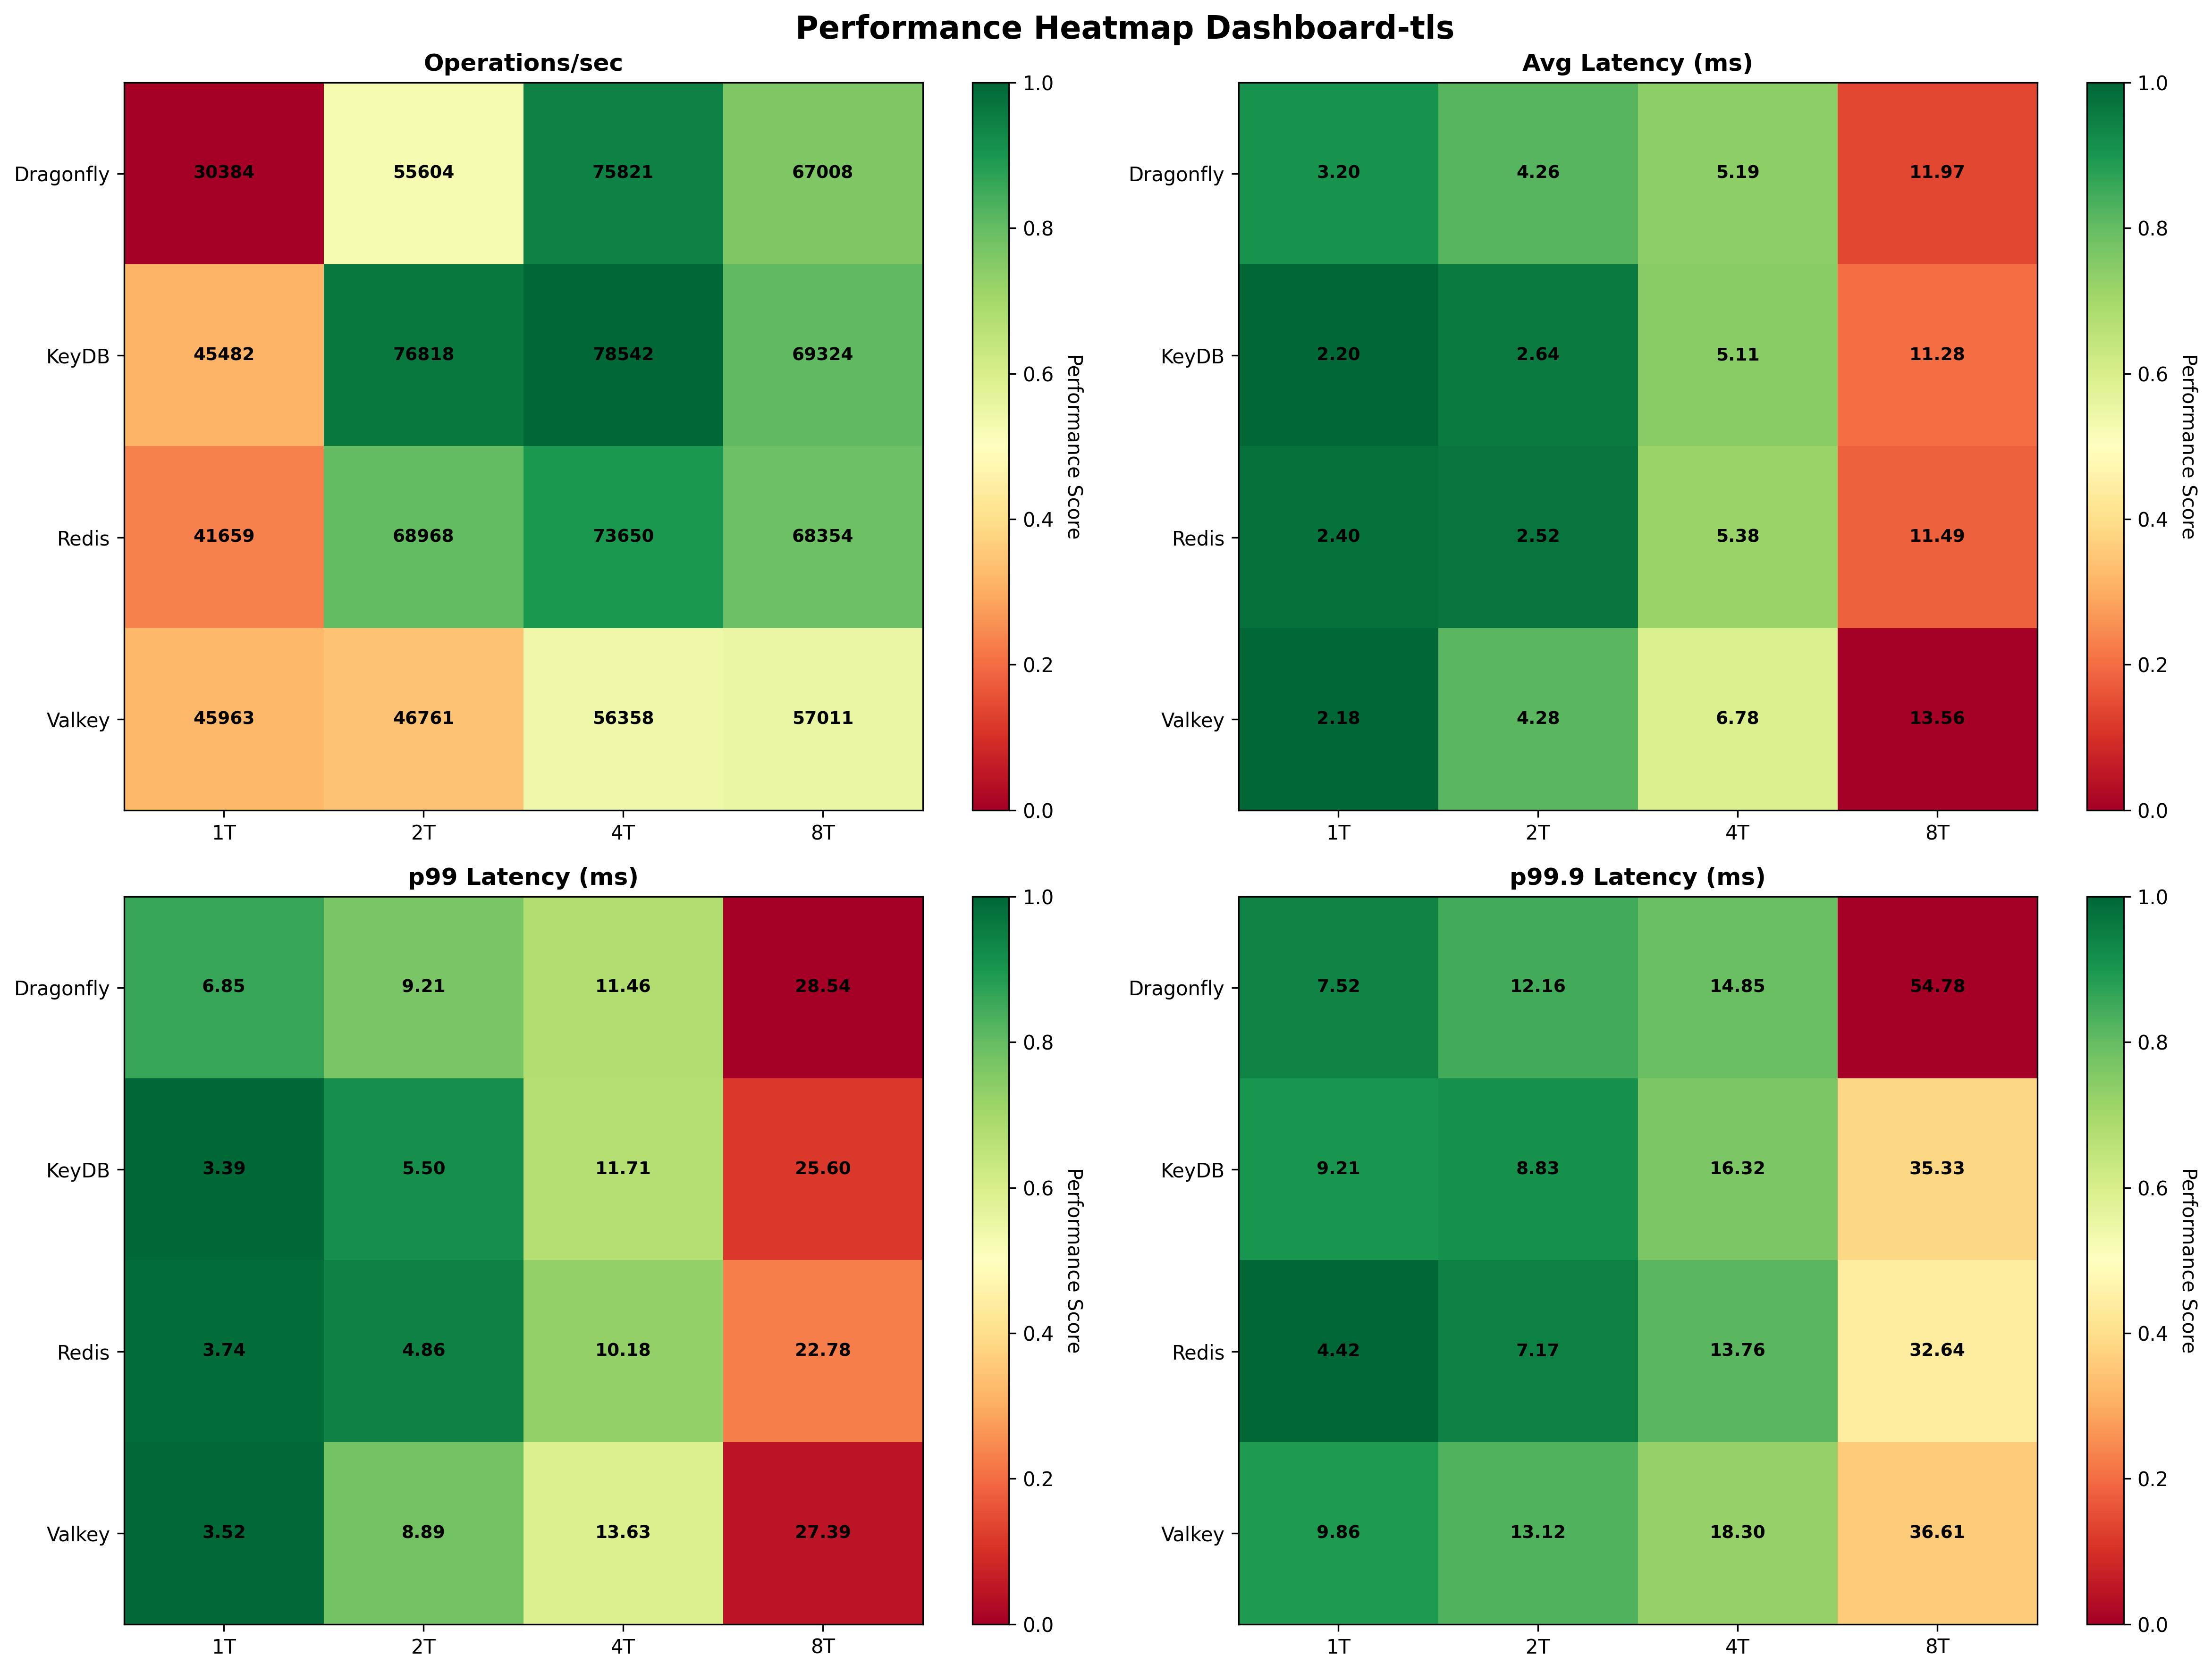 Performance Heatmap Dashboard-tls
Operations/sec
Dragonfly 30384 55604 75821 67008
KeyDB 45482 76818 78542 69324
Redis 41659 68968 73650 68354
Valkey 45963 46761 56358 57011
1T 2T 4T 8T
1.0
0.8
0.6
0.4
0.2
0.0
Performance Score
Avg Latency (ms)
Dragonfly 3.20 4.26 5.19 11.97
KeyDB 2.20 2.64 5.11 11.28
Redis 2.40 2.52 5.38 11.49
Valkey 2.18 4.28 6.78 13.56
1T 2T 4T 8T
1.0
0.8
0.6
0.4
0.2
0.0
Performance Score
p99 Latency (ms)
Dragonfly 6.85 9.21 11.46 28.54
KeyDB 3.39 5.50 11.71 25.60
Redis 3.74 4.86 10.18 22.78
Valkey 3.52 8.89 13.63 27.39
1T 2T 4T 8T
1.0
0.8
0.6
0.4
0.2
0.0
Performance Score
p99.9 Latency (ms)
Dragonfly 7.52 12.16 14.85 54.78
KeyDB 9.21 8.83 16.32 35.33
Redis 4.42 7.17 13.76 32.64
Valkey 9.86 13.12 18.30 36.61
1T 2T 4T 8T
1.0
0.8
0.6
0.4
0.2
0.0
Performance Score